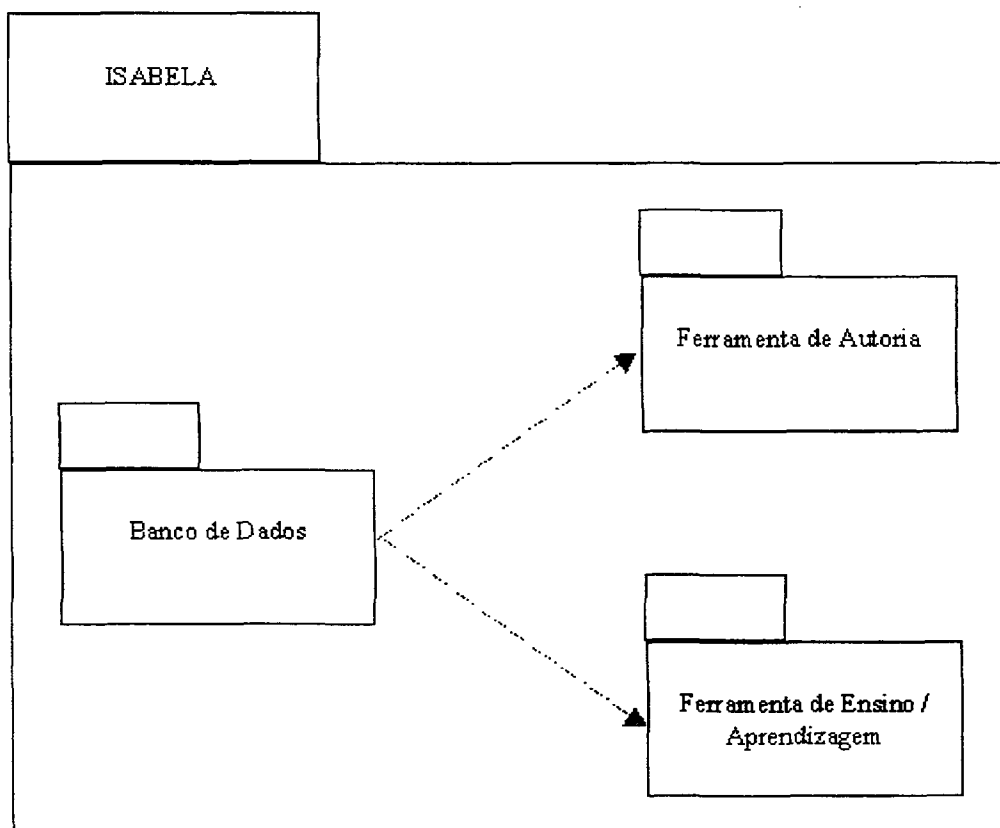 ISABELA
Ferramenta de Autoria
Banco de Dados
Ferramenta de Ensino /
Aprendizagem